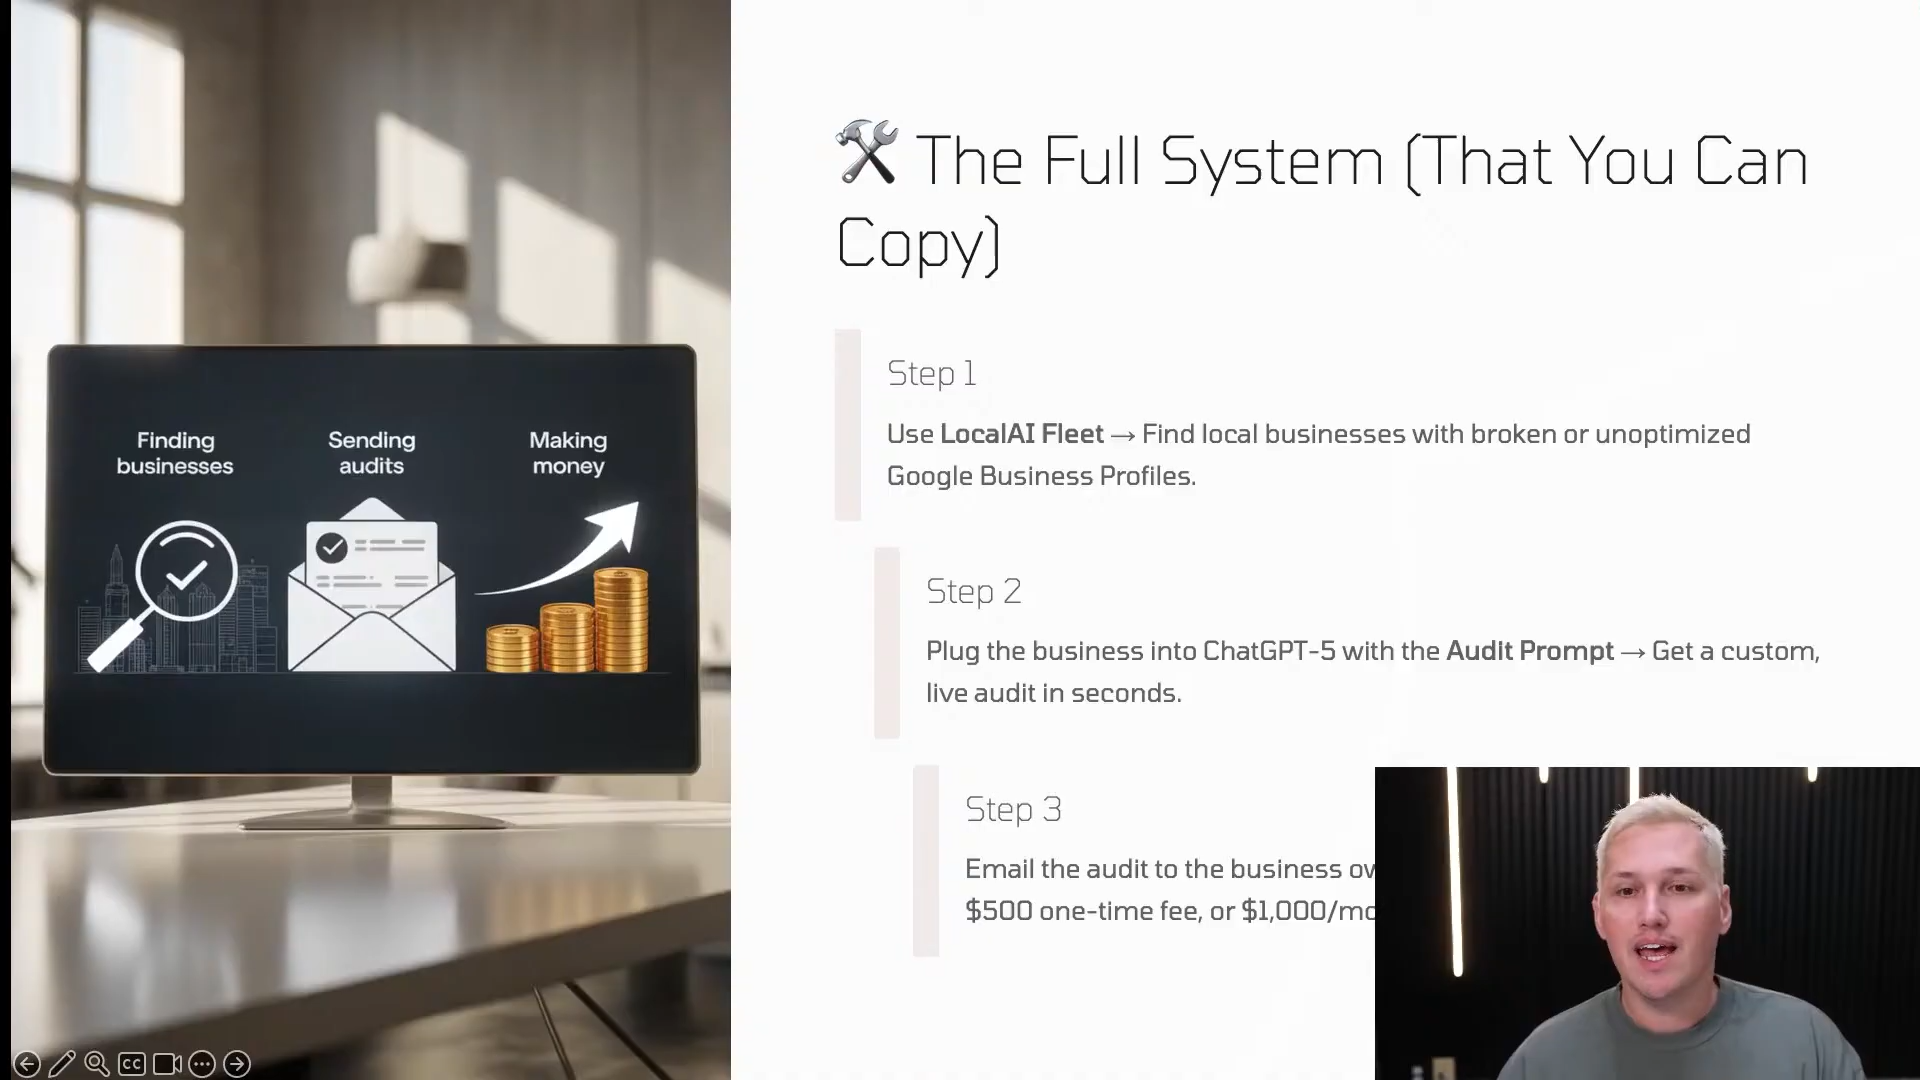 🛠 The Full System (That You Can
Copy)
Step 1
Use LocalAI Fleet → Find local businesses with broken or unoptimized
Google Business Profiles.
Step 2
Plug the business into ChatGPT-5 with the Audit Prompt → Get a custom,
live audit in seconds.
Step 3
Email the audit to the business
$500 one-time fee, or
Finding
businesses
Sending
audits
Making
money
CC